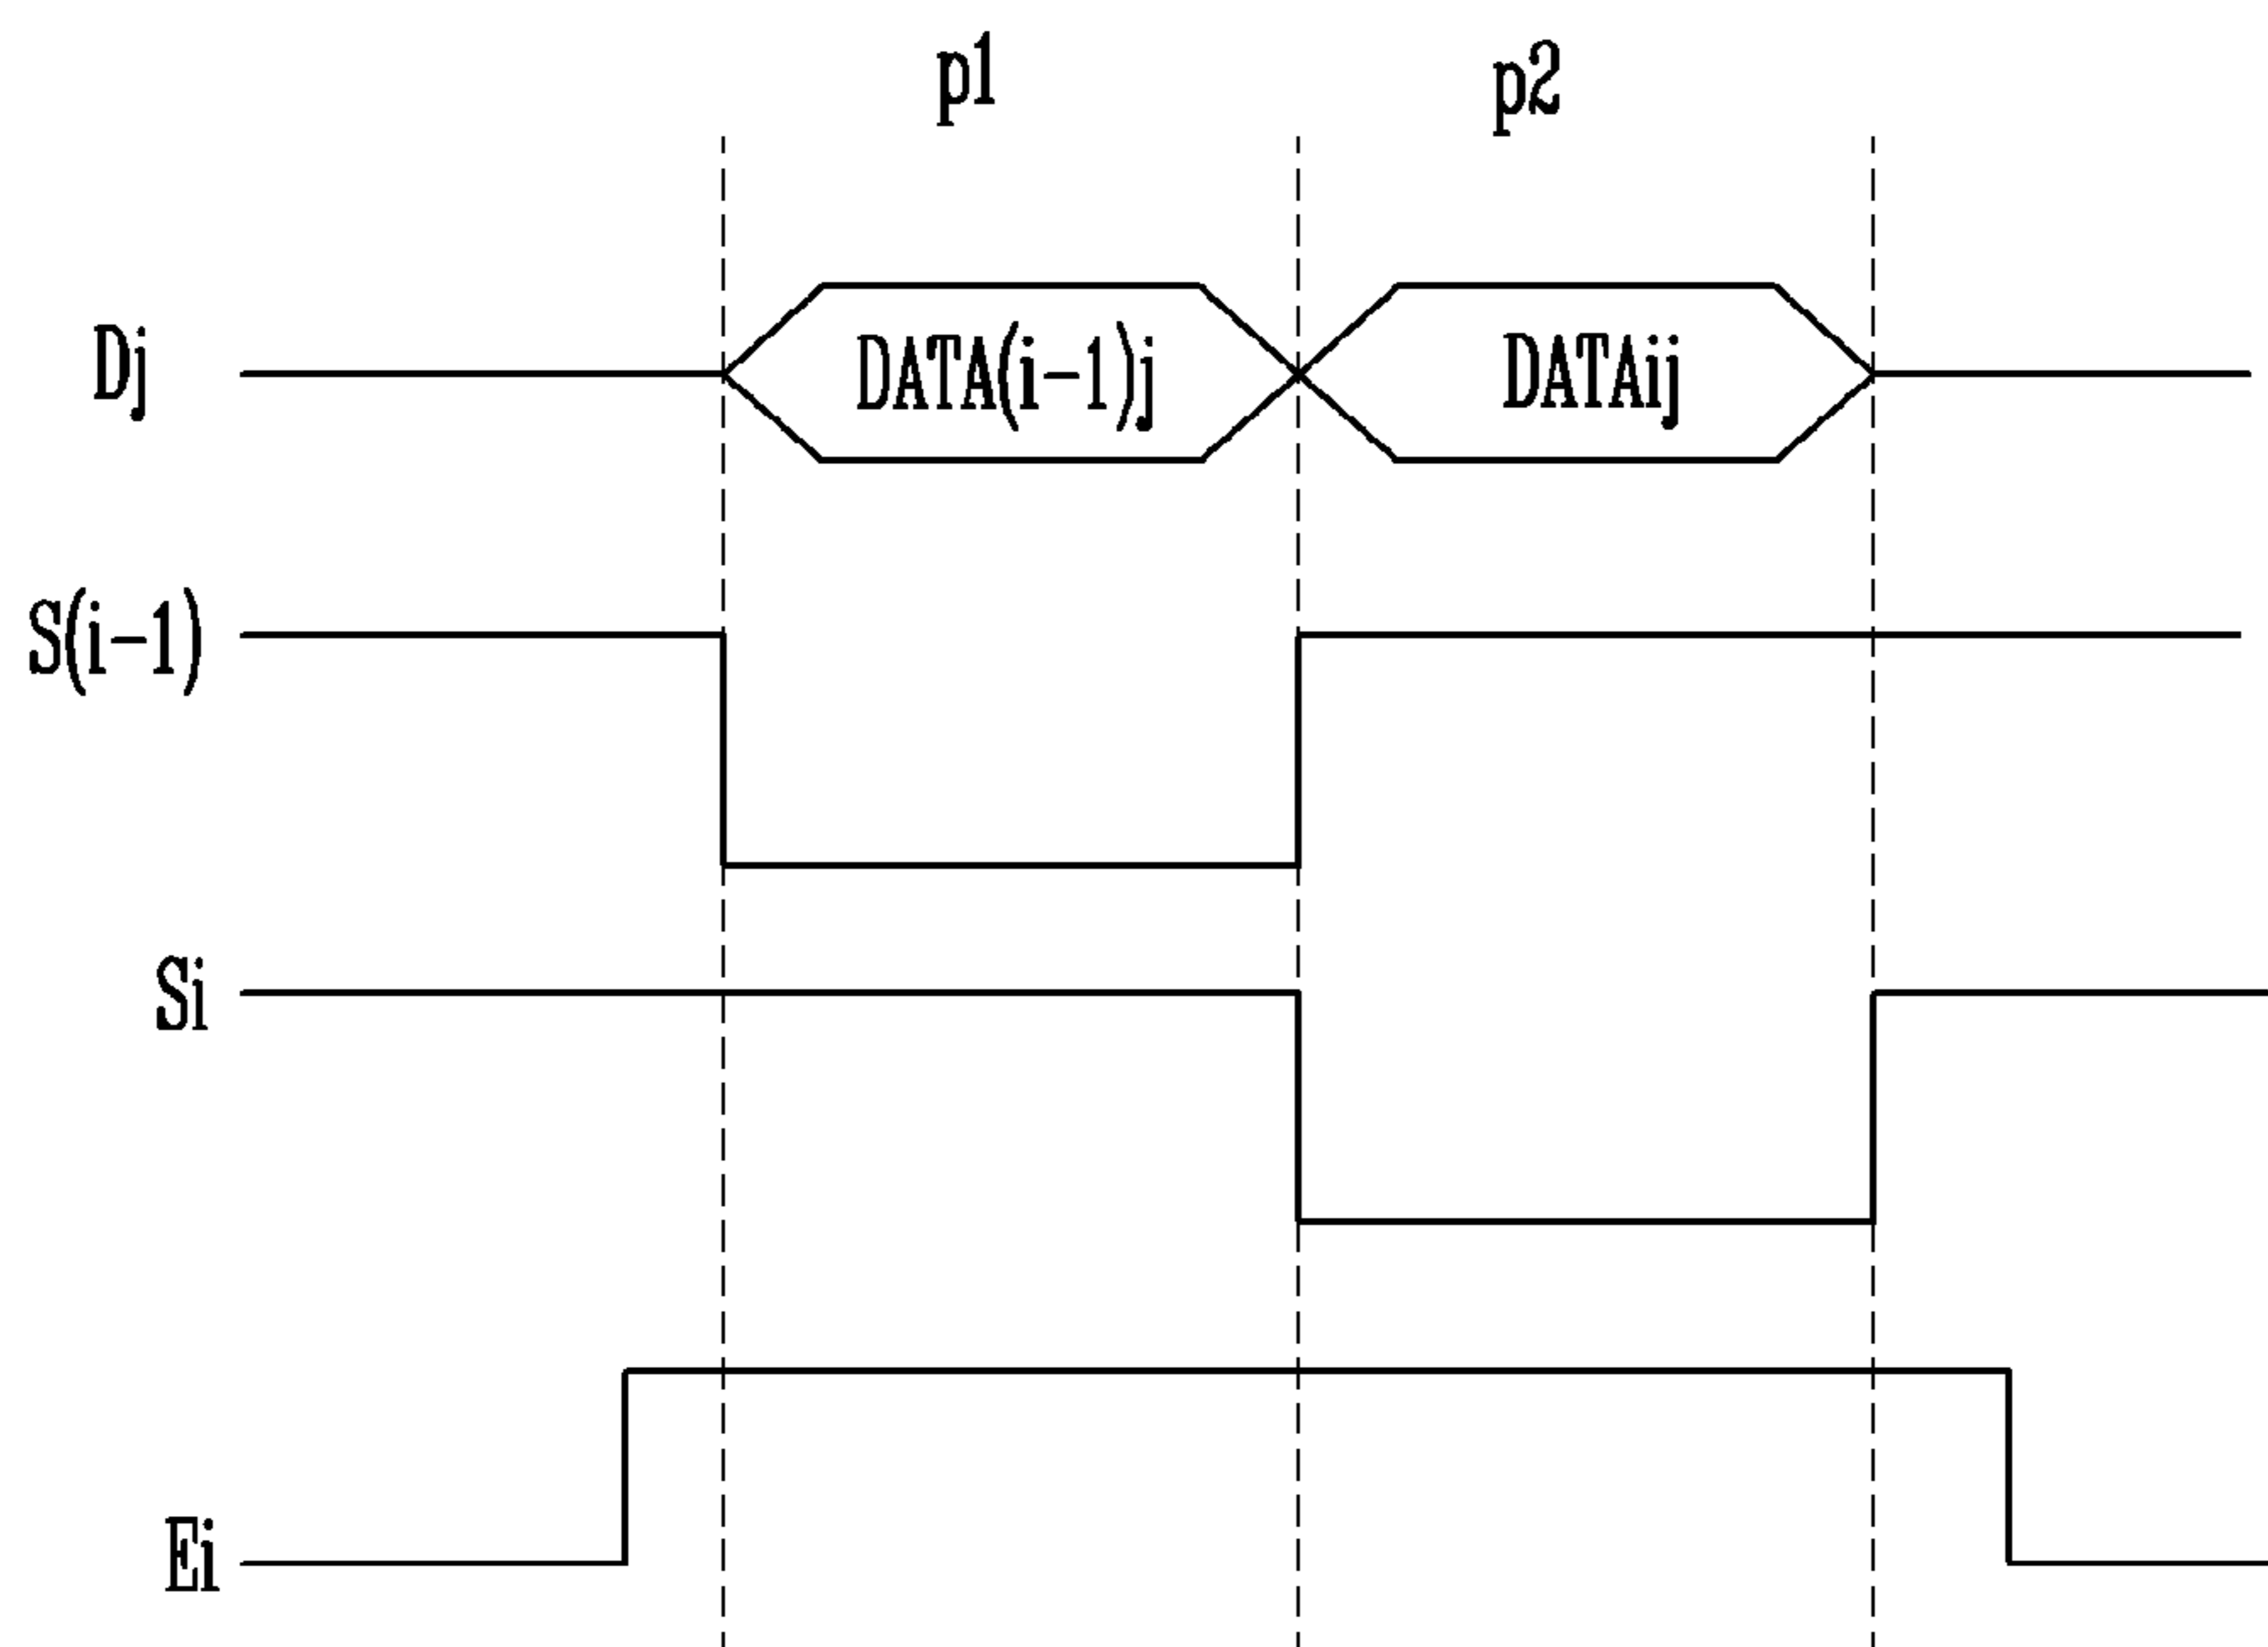 p1 p2
Dj DATA(i-1)j DATAij
S(i-1)
Si
Ei